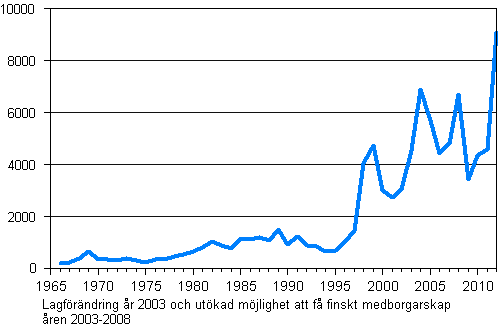 10000
8000
6000
4000
2000
0
1965 1970 1975 1980 1985 1990 1995 2000 2005 2010
Lagförändring år 2003 och utökad möjlighet att få finskt medborgarskap
åren 2003-2008